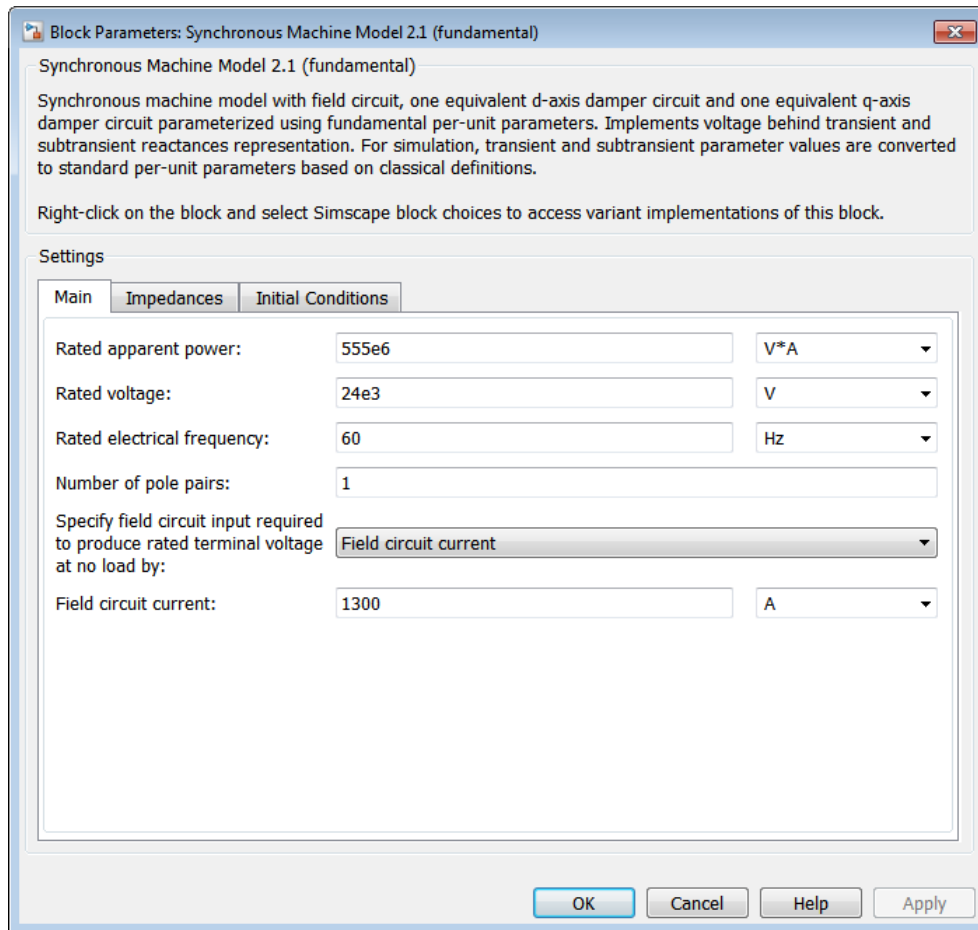 Block Parameters: Synchronous Machine Model 2.1 (fundamental)
Synchronous Machine Model 2.1 (fundamental)
Synchronous machine model with field circuit, one equivalent d-axis damper circuit and one equivalent q-axis
damper circuit parameterized using fundamental per-unit parameters. Implements voltage behind transient and
subtransient reactances representation. For simulation, transient and subtransient parameter values are converted
to standard per-unit parameters based on classical definitions.
Right-click on the block and select Simscape block choices to access variant implementations of this block.
Settings
Main Impedances Initial Conditions
Rated apparent power: 555e6 V*A
Rated voltage: 24e3 V
Rated electrical frequency: 60 Hz
Number of pole pairs: 1
Specify field circuit input required
to produce rated terminal voltage Field circuit current
at no load by:
Field circuit current: 1300 A
OK Cancel Help Apply